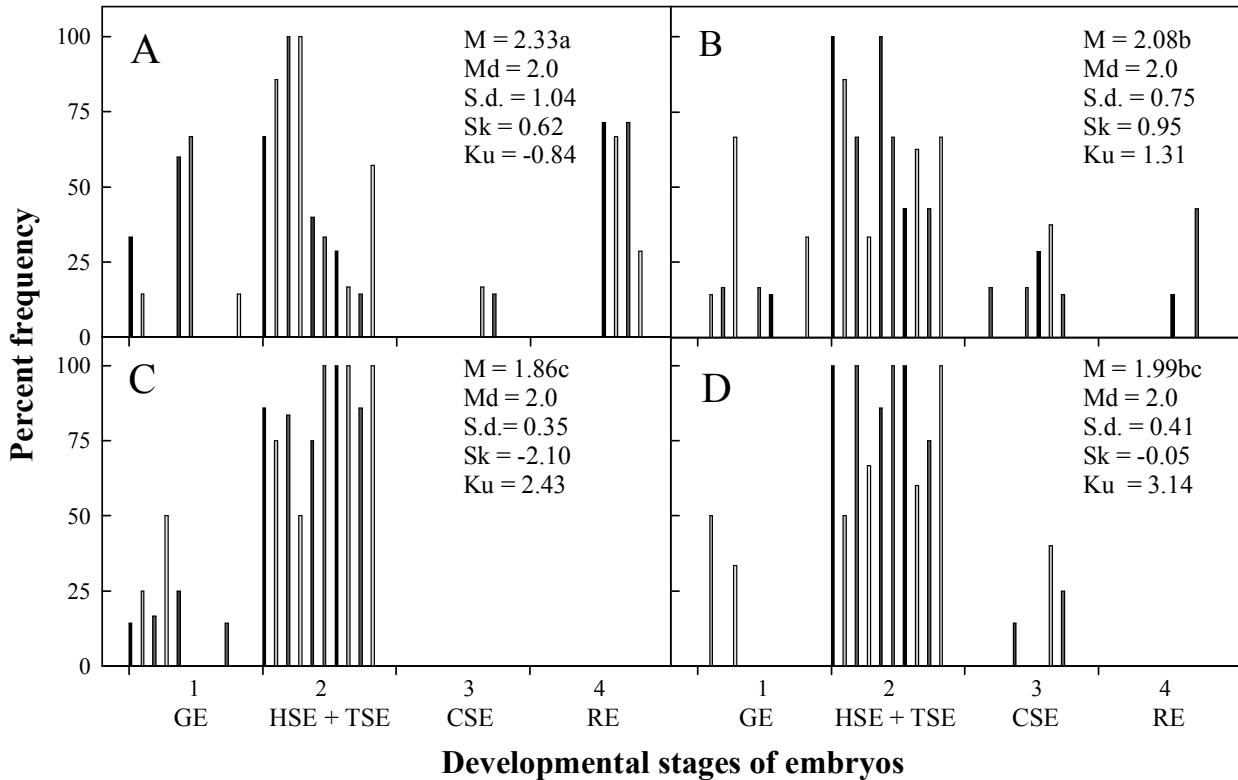 A
M = 2.33a
Md = 2.0
S.d. = 1.04
Sk = 0.62
Ku = -0.84
B
M = 2.08b
Md = 2.0
S.d. = 0.75
Sk = 0.95
Ku = 1.31
100
75
50
25
0
C
M = 1.86c
Md = 2.0
S.d.= 0.35
Sk = -2.10
Ku = 2.43
D
M = 1.99bc
Md = 2.0
S.d. = 0.41
Sk = -0.05
Ku = 3.14
100
75
50
25
0
Percent frequency
1 2 3 4 1 2 3 4
GE HSE + TSE CSE RE GE HSE + TSE CSE RE
Developmental stages of embryos